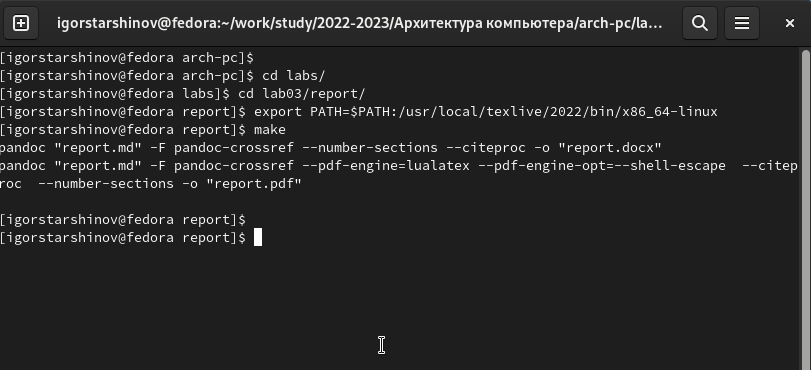 igorstarshinov@fedora:~/work/study/2022-2023/Архитектура компьютера/arch-pc/la...
[igorstarshinov@fedora arch-pc]$
[igorstarshinov@fedora arch-pc]$ cd labs/
[igorstarshinov@fedora labs]$ cd lab03/report/
[igorstarshinov@fedora report]$ export PATH=$PATH:/usr/local/texlive/2022/bin/x86_64-linux
[igorstarshinov@fedora report]$ make
pandoc "report.md" -F pandoc-crossref --number-sections --citeproc -o "report.docx"
pandoc "report.md" -F pandoc-crossref --pdf-engine=lualatex --pdf-engine-opt=--shell-escape  --citep
roc  --number-sections -o "report.pdf"
[igorstarshinov@fedora report]$
[igorstarshinov@fedora report]$